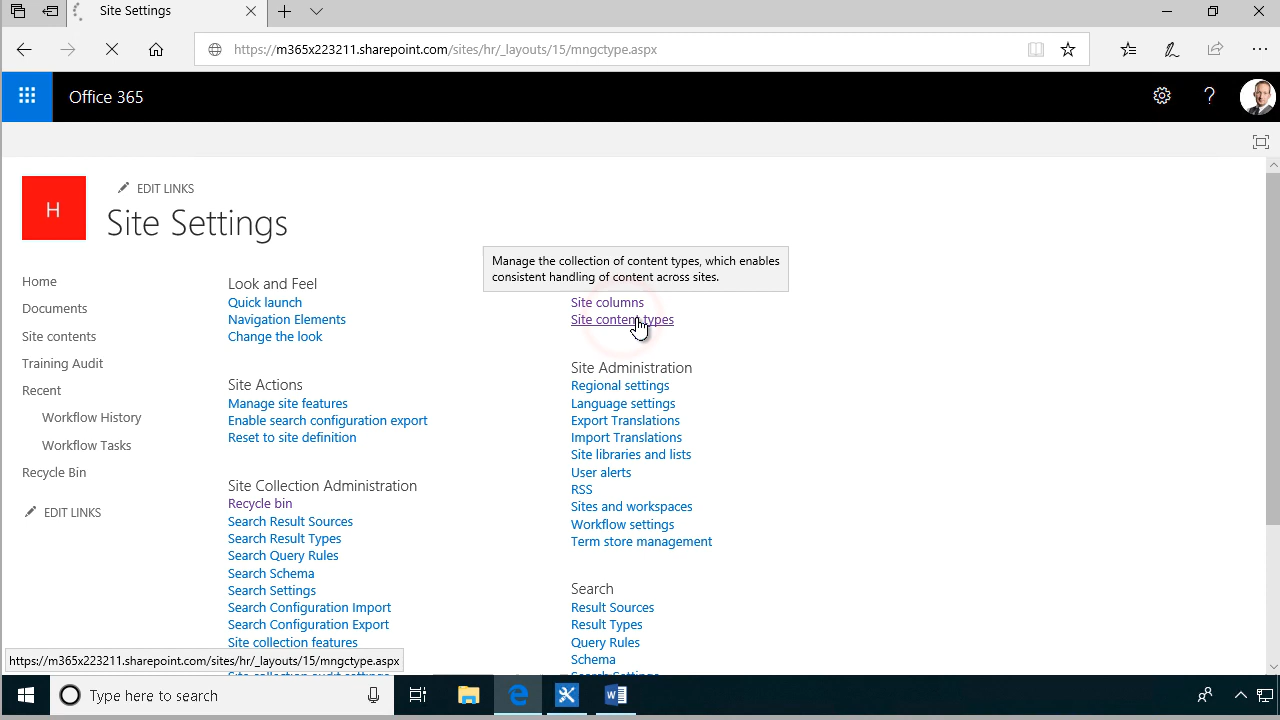 Site Settings
https://m365x223211.sharepoint.com/sites/hr/_layouts/15/mngctype.aspx
Office 365
EDIT LINKS
H
Site Settings
Home
Documents
Site contents
Training Audit
Recent
Workflow History
Workflow Tasks
Recycle Bin
EDIT LINKS
Look and Feel
Quick launch
Navigation Elements
Change the look
Site Actions
Manage site features
Enable search configuration export
Reset to site definition
Site Collection Administration
Recycle bin
Search Result Sources
Search Result Types
Search Query Rules
Search Schema
Search Settings
Search Configuration Import
Search Configuration Export
Site collection features
Manage the collection of content types, which enables
consistent handling of content across sites.
Site columns
Site content types
Site Administration
Regional settings
Language settings
Export Translations
Import Translations
Site libraries and lists
User alerts
RSS
Sites and workspaces
Workflow settings
Term store management
Search
Result Sources
Result Types
Query Rules
Schema
https://m365x223211.sharepoint.com/sites/hr/_layouts/15/mngctype.aspx
Type here to search